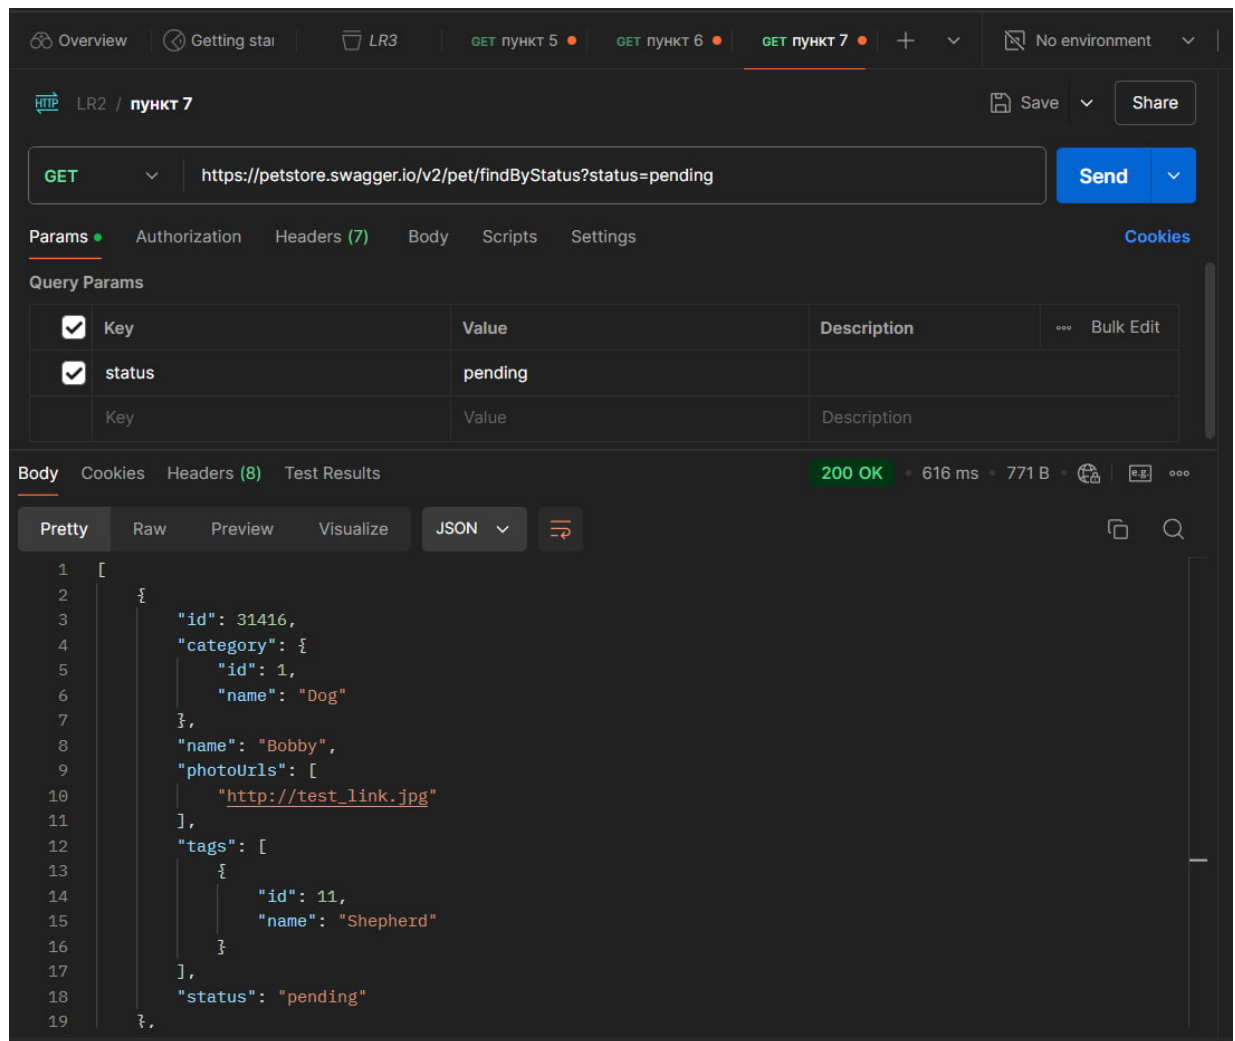 Overview Getting star LR3 GET пункт 5 GET пункт 6 GET пункт 7 No environment
HTTP LR2 / пункт 7 Save Share
GET https://petstore.swagger.io/v2/pet/findByStatus?status=pending Send
Params Authorization Headers (7) Body Scripts Settings Cookies
Query Params
Key Value Description Bulk Edit
status pending
Key Value Description
Body Cookies Headers (8) Test Results 200 OK 616 ms 771 B e.g.
Pretty Raw Preview Visualize JSON
1 [
2 {
3 "id": 31416,
4 "category": {
5 "id": 1,
6 "name": "Dog"
7 },
8 "name": "Bobby",
9 "photoUrls": [
10 "http://test_link.jpg"
11 ],
12 "tags": [
13 {
14 "id": 11,
15 "name": "Shepherd"
16 }
17 ],
18 "status": "pending"
19 },